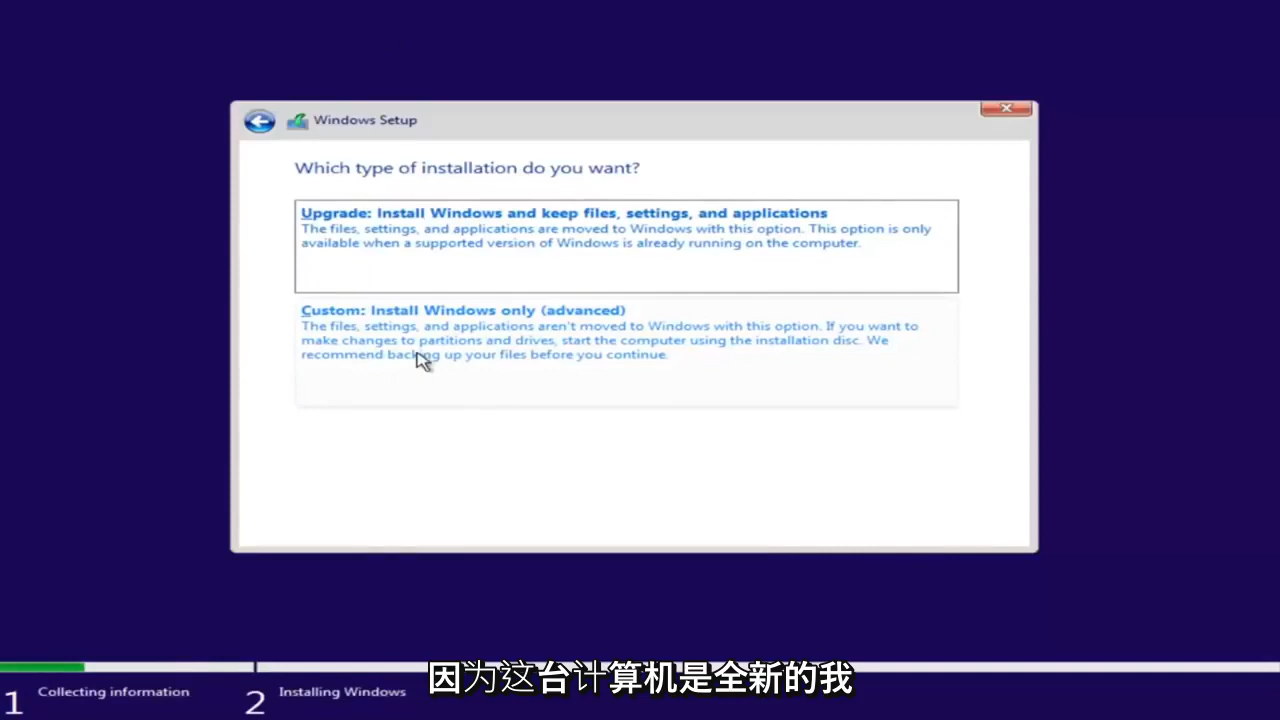 Windows Setup
Which type of installation do you want?
Upgrade: Install Windows and keep files, settings, and applications
The files, settings, and applications are moved to Windows with this option. This option is only
available when a supported version of Windows is already running on the computer.
Custom: Install Windows only (advanced)
The files, settings, and applications aren't moved to Windows with this option. If you want to
make changes to partitions and drives, start the computer using the installation disc. We
recommend backing up your files before you continue.
因为这台计算机是全新的我
1 Collecting information
2 Installing Windows